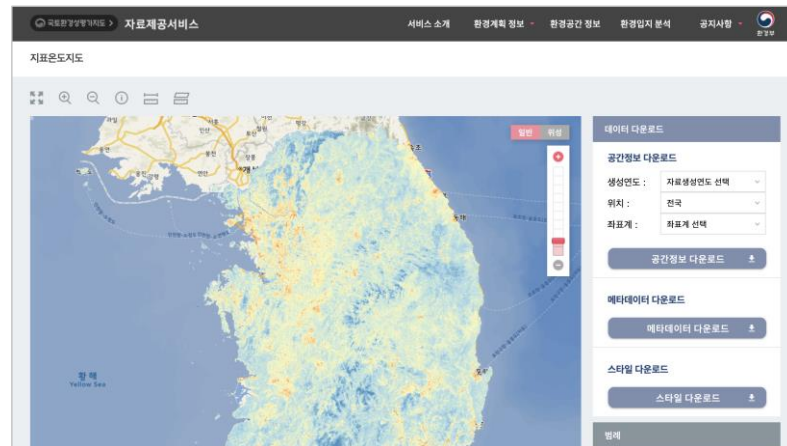 국토환경성평가지도 자료제공서비스
서비스 소개 환경계획 정보 환경공간 정보 환경입지 분석 공지사항
환경부
지표온도지도
일반 위성
황해
Yellow Sea
데이터 다운로드
공간정보 다운로드
생성연도 : 자료생성연도 선택
위치 : 전국
좌표계 : 좌표계 선택
공간정보 다운로드
메타데이터 다운로드
메타데이터 다운로드
스타일 다운로드
스타일 다운로드
범례